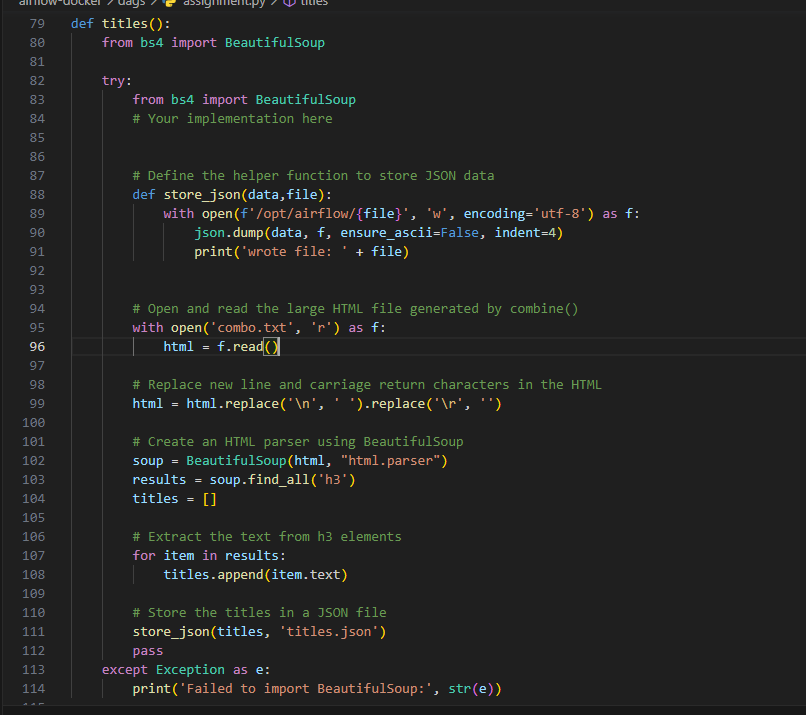 airflow-docker > dags > assignment.py > titles
79 def titles():
80     from bs4 import BeautifulSoup
81
82     try:
83         from bs4 import BeautifulSoup
84         # Your implementation here
85
86
87         # Define the helper function to store JSON data
88         def store_json(data,file):
89             with open(f'/opt/airflow/{file}', 'w', encoding='utf-8') as f:
90                 json.dump(data, f, ensure_ascii=False, indent=4)
91                 print('wrote file: ' + file)
92
93
94         # Open and read the large HTML file generated by combine()
95         with open('combo.txt', 'r') as f:
96             html = f.read()
97
98         # Replace new line and carriage return characters in the HTML
99         html = html.replace('\n', ' ').replace('\r', '')
100
101         # Create an HTML parser using BeautifulSoup
102         soup = BeautifulSoup(html, "html.parser")
103         results = soup.find_all('h3')
104         titles = []
105
106         # Extract the text from h3 elements
107         for item in results:
108             titles.append(item.text)
109
110         # Store the titles in a JSON file
111         store_json(titles, 'titles.json')
112         pass
113     except Exception as e:
114         print('Failed to import BeautifulSoup:', str(e))
115